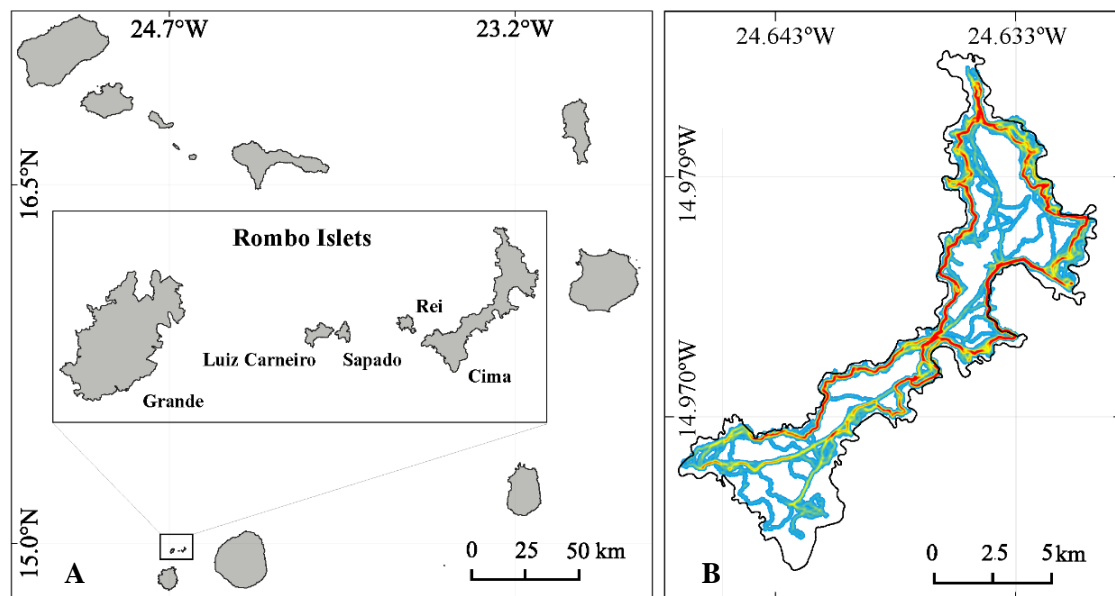 24.7°W
23.2°W
16.5°N
15.0°N
Rombo Islets
Grande
Luiz Carneiro
Sapado
Rei
Cima
0 25 50 km
A
24.643°W
24.633°W
14.979°W
14.970°W
0 2.5 5 km
B